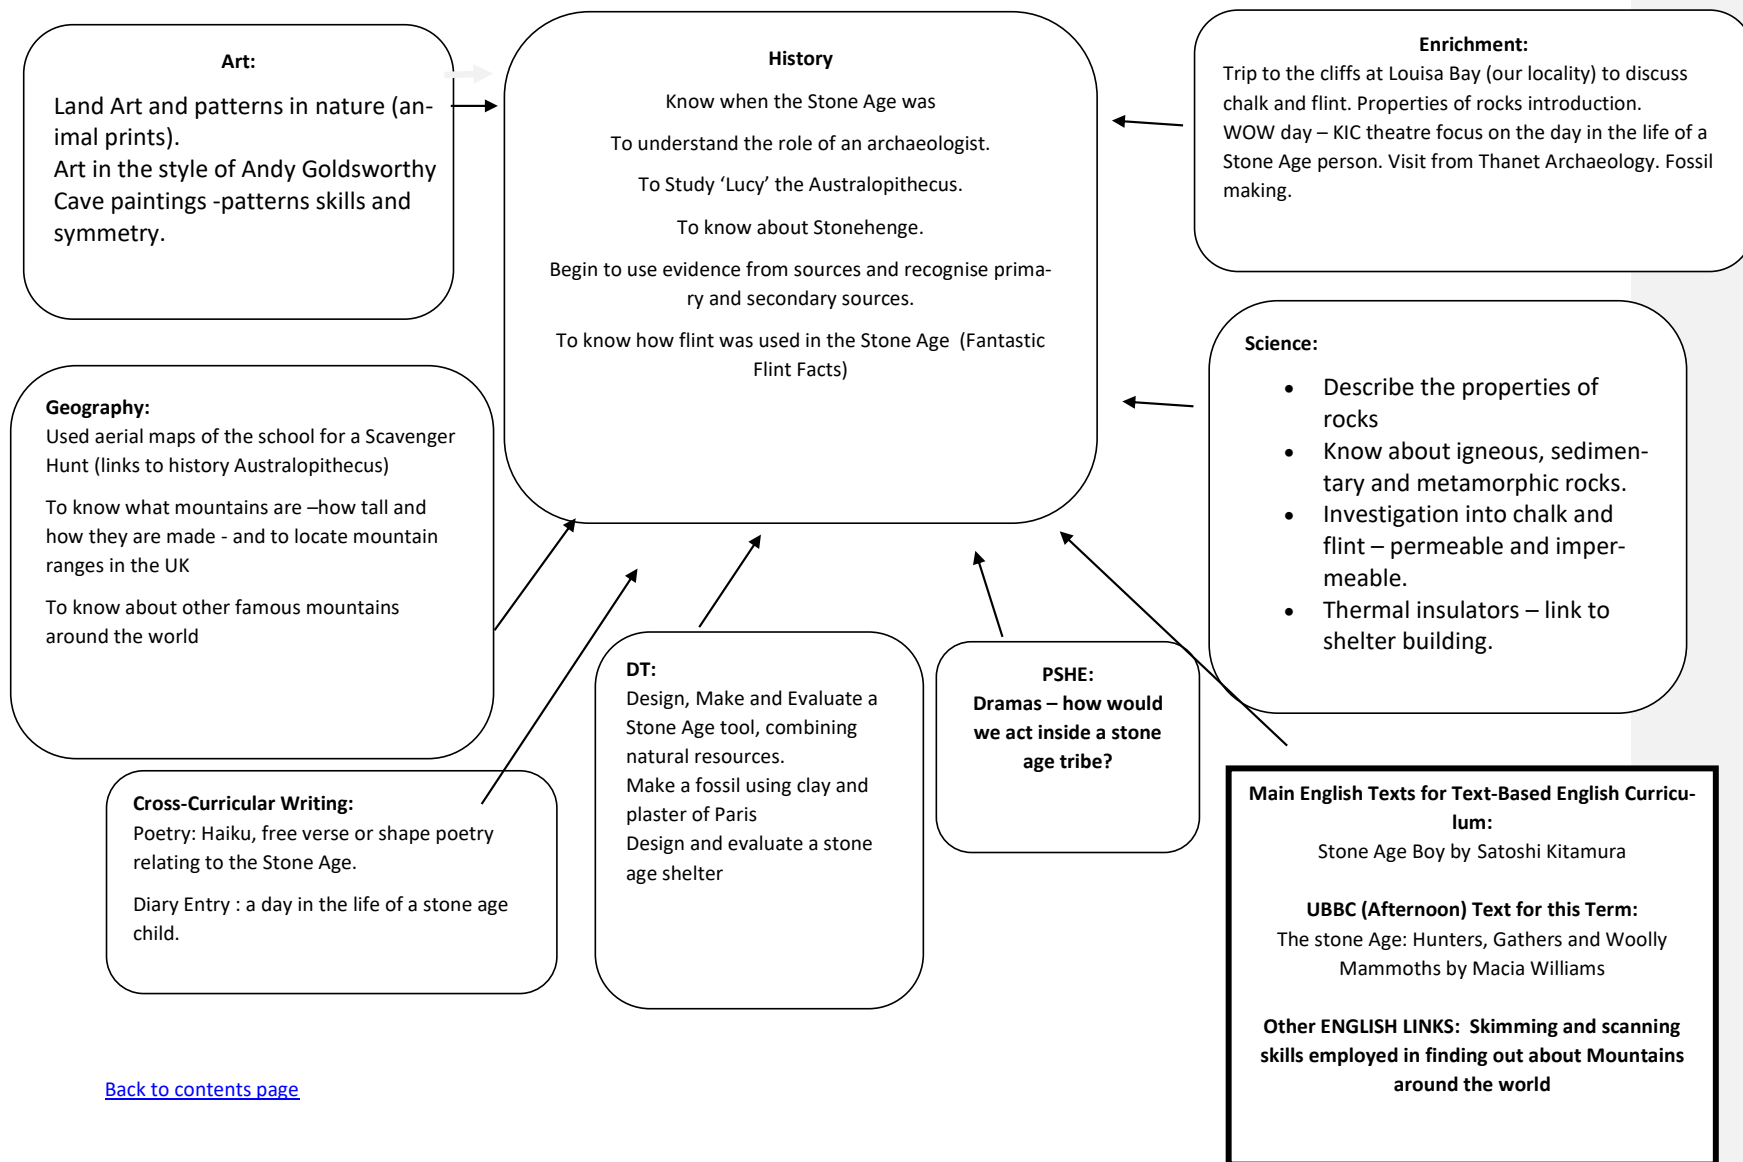 Art:
Land Art and patterns in nature (an-
imal prints).
Art in the style of Andy Goldsworthy
Cave paintings -patterns skills and
symmetry.
History
Know when the Stone Age was
To understand the role of an archaeologist.
To Study ‘Lucy’ the Australopithecus.
To know about Stonehenge.
Begin to use evidence from sources and recognise prima-
ry and secondary sources.
To know how flint was used in the Stone Age  (Fantastic
Flint Facts)
Enrichment:
Trip to the cliffs at Louisa Bay (our locality) to discuss
chalk and flint. Properties of rocks introduction.
WOW day – KIC theatre focus on the day in the life of a
Stone Age person. Visit from Thanet Archaeology. Fossil
making.
Geography:
Used aerial maps of the school for a Scavenger
Hunt (links to history Australopithecus)
To know what mountains are –how tall and
how they are made - and to locate mountain
ranges in the UK
To know about other famous mountains
around the world
Science:
• Describe the properties of
rocks
• Know about igneous, sedimen-
tary and metamorphic rocks.
• Investigation into chalk and
flint – permeable and imper-
meable.
• Thermal insulators – link to
shelter building.
Cross-Curricular Writing:
Poetry: Haiku, free verse or shape poetry
relating to the Stone Age.
Diary Entry : a day in the life of a stone age
child.
DT:
Design, Make and Evaluate a
Stone Age tool, combining
natural resources.
Make a fossil using clay and
plaster of Paris
Design and evaluate a stone
age shelter
PSHE:
Dramas – how would
we act inside a stone
age tribe?
Main English Texts for Text-Based English Curricu-
lum:
Stone Age Boy by Satoshi Kitamura
UBBC (Afternoon) Text for this Term:
The stone Age: Hunters, Gathers and Woolly
Mammoths by Macia Williams
Other ENGLISH LINKS:  Skimming and scanning
skills employed in finding out about Mountains
around the world
Back to contents page